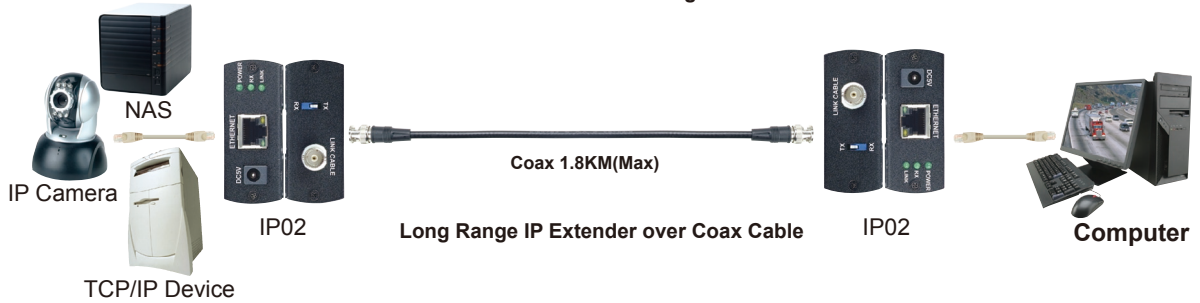 NAS
IP Camera
TCP/IP Device
POWER
RX
LINK
ETHERNET
DC5V
RX
TX
LINK CABLE
IP02
Coax 1.8KM(Max)
Long Range IP Extender over Coax Cable
LINK CABLE
TX
RX
DC5V
ETHERNET
LINK
RX
POWER
IP02
Computer